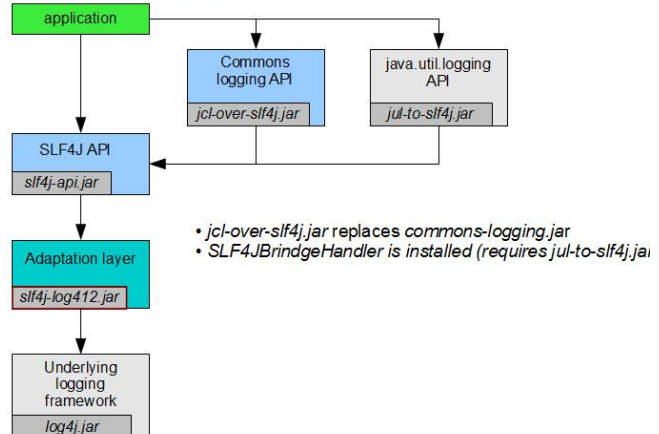 application
Commons
logging API
jcl-over-slf4j.jar
java.util.logging
API
jul-to-slf4j.jar
SLF4J API
slf4j-api.jar
• jcl-over-slf4j.jar replaces commons-logging.jar
• SLF4JBrindgeHandler is installed (requires jul-to-slf4j.jar
Adaptation layer
slf4j-log412.jar
Underlying
logging
framework
log4j.jar